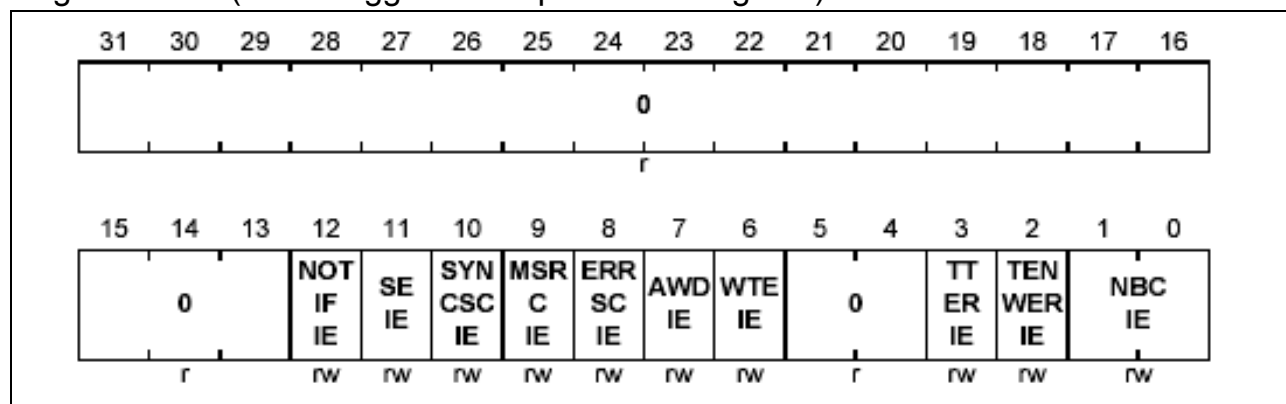 31 30 29 28 27 26 25 24 23 22 21 20 19 18 17 16
0
r
15 14 13 12 11 10 9 8 7 6 5 4 3 2 1 0
0 NOT IF IE SE IE SYN CSC IE MSR C IE ERR SC IE AWD IE WTE IE 0 TT ER IE TEN WER IE NBC IE
r rw rw rw rw rw rw rw r rw rw rw